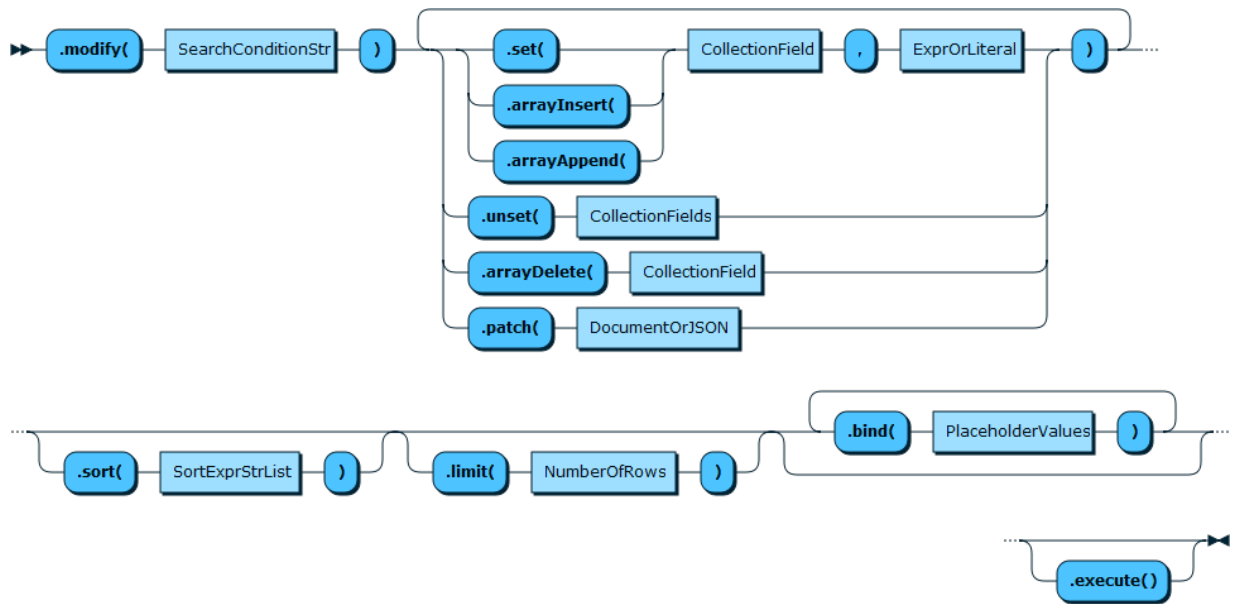 .modify( SearchConditionStr ) .set( CollectionField , ExprOrLiteral )
.arrayInsert(
.arrayAppend(
.unset( CollectionFields
.arrayDelete( CollectionField
.patch( DocumentOrJSON
.sort( SortExprStrList ) .limit( NumberOfRows ) .bind( PlaceholderValues )
.execute()